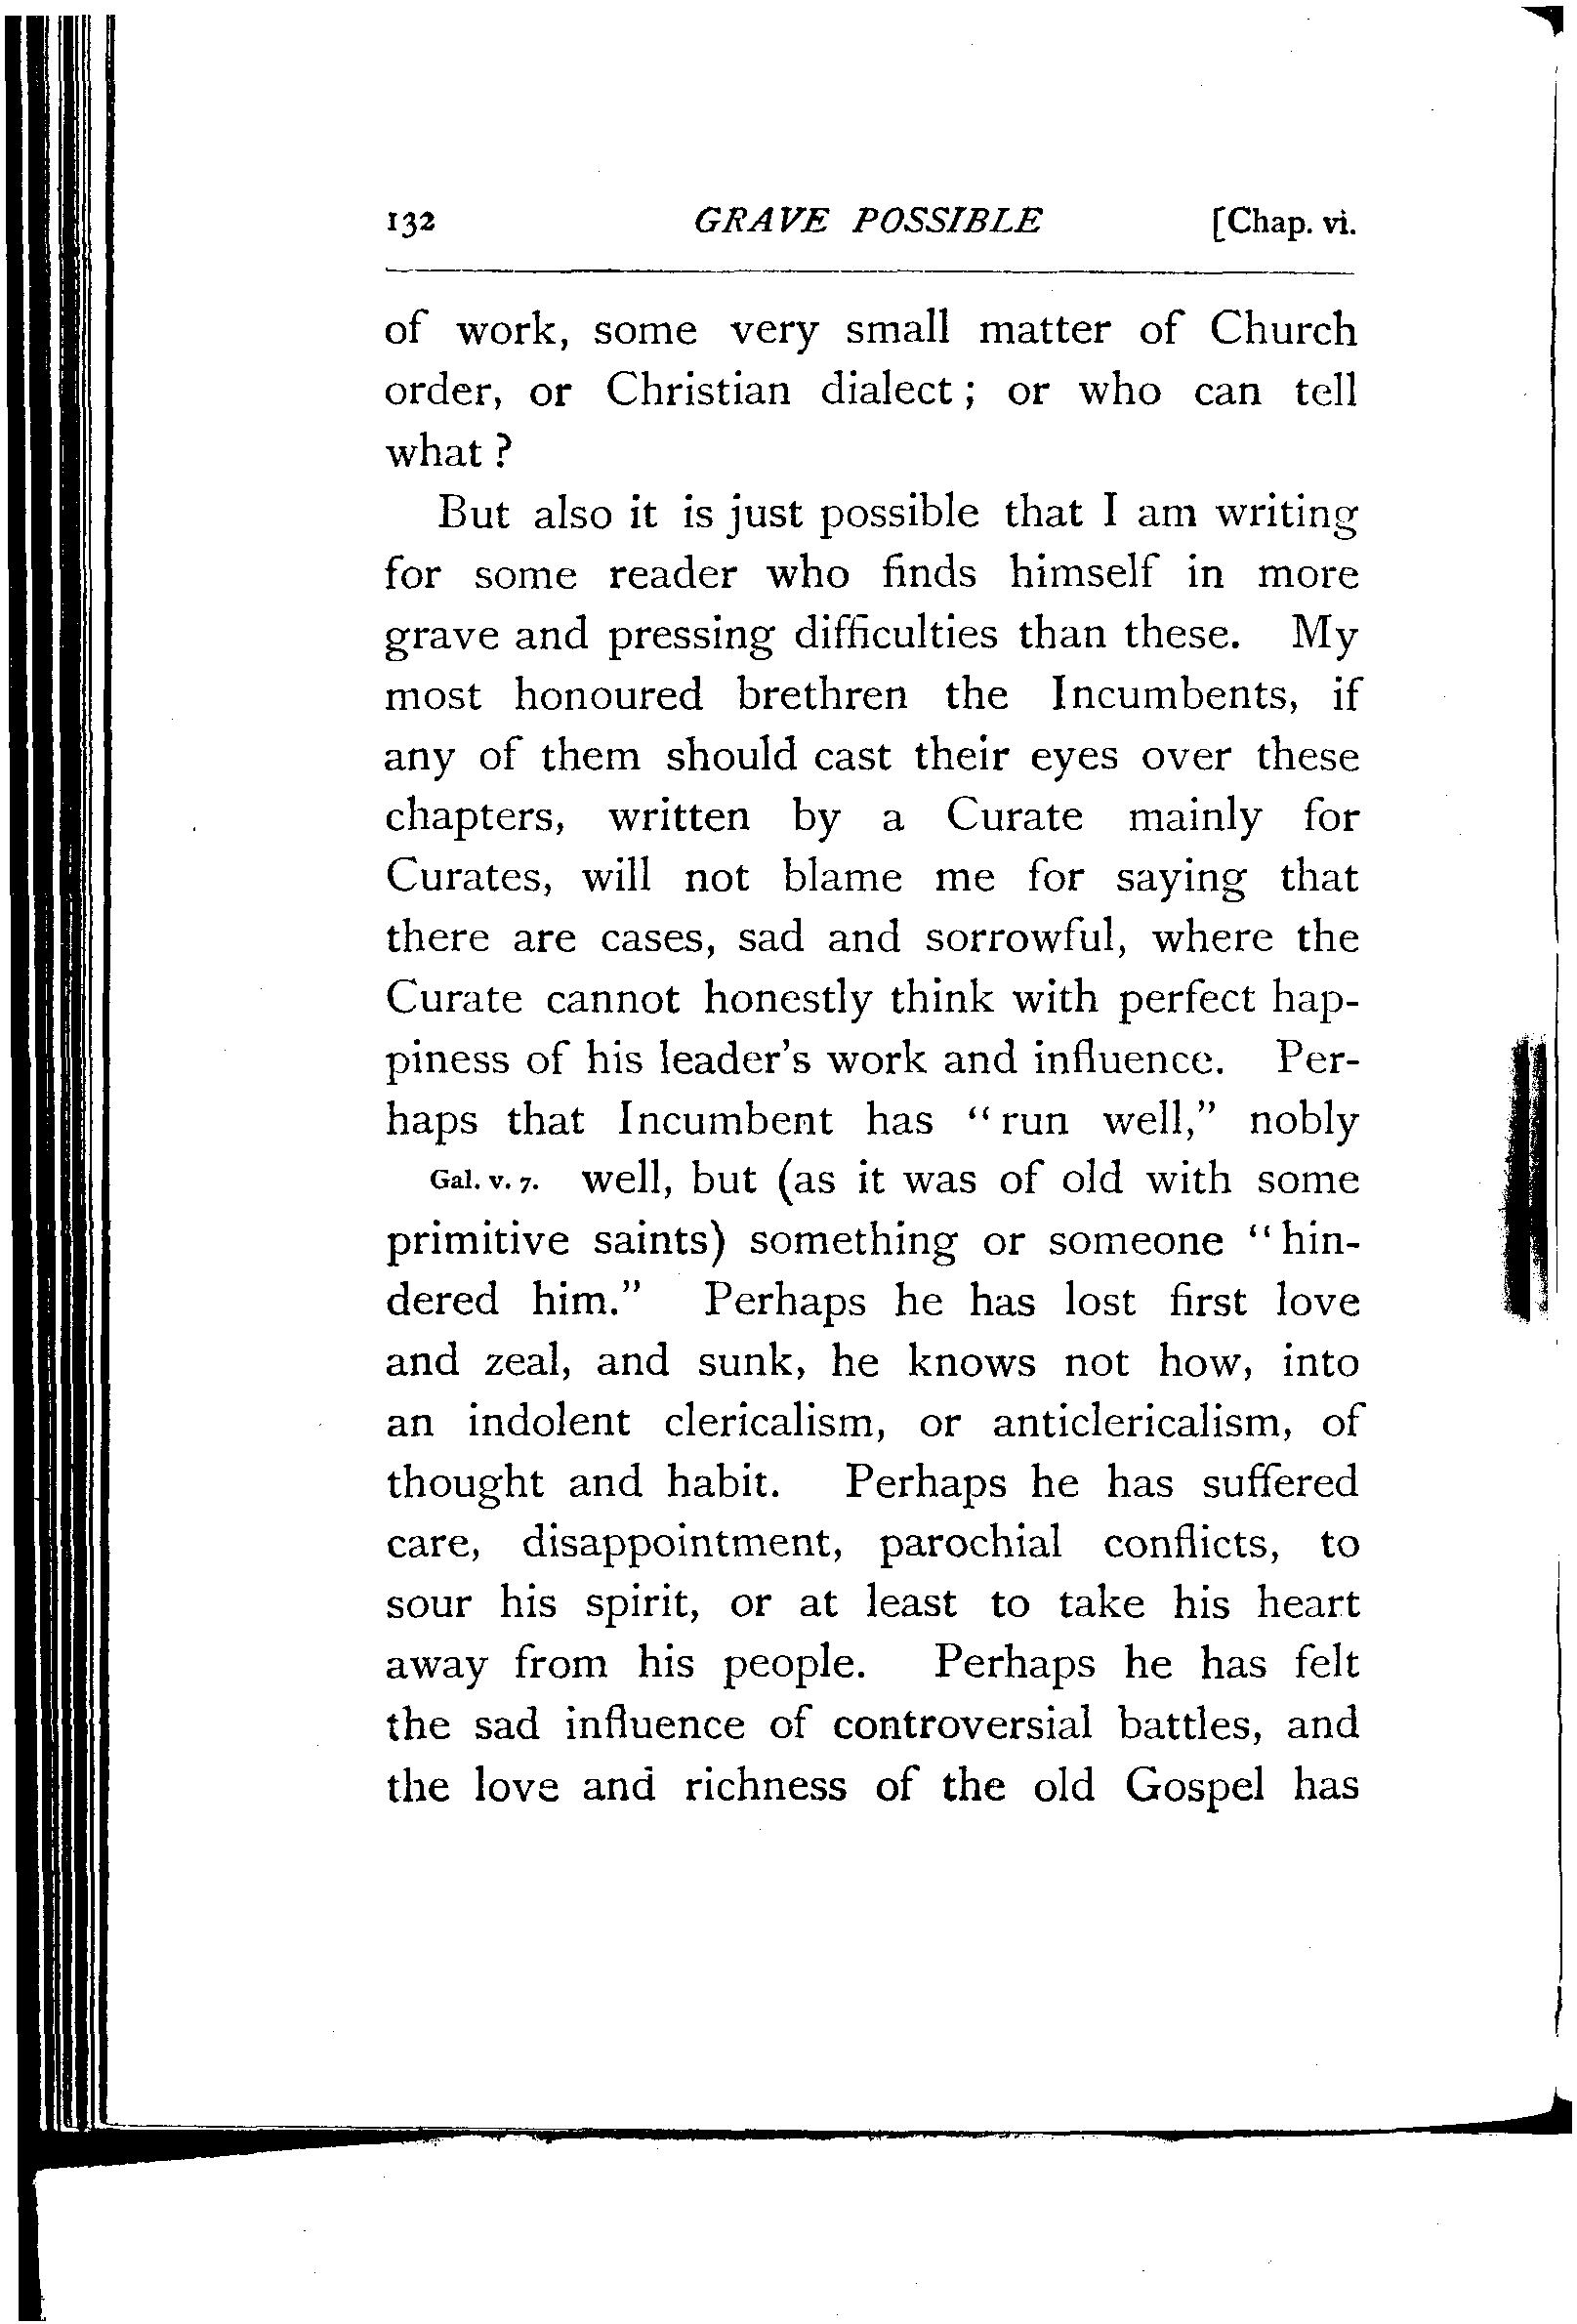 132 GRAVE POSSIBLE [Chap. vi.
of work, some very small matter of Church
order, or Christian dialect ; or who can tell
what ?
But also it is just possible that I am writing
for some reader who finds himself in more
grave and pressing difficulties than these. My
most honoured brethren the Incumbents, if
any of them should cast their eyes over these
chapters, written by a Curate mainly for
Curates, will not blame me for saying that
there are cases, sad and sorrowful, where the
Curate cannot honestly think with perfect hap-
piness of his leader's work and influence. Per-
haps that Incumbent has “run well,” nobly
Gal. v. 7. well, but (as it was of old with some
primitive saints) something or someone “hin-
dered him.” Perhaps he has lost first love
and zeal, and sunk, he knows not how, into
an indolent clericalism, or anticlericalism, of
thought and habit. Perhaps he has suffered
care, disappointment, parochial conflicts, to
sour his spirit, or at least to take his heart
away from his people. Perhaps he has felt
the sad influence of controversial battles, and
the love and richness of the old Gospel has